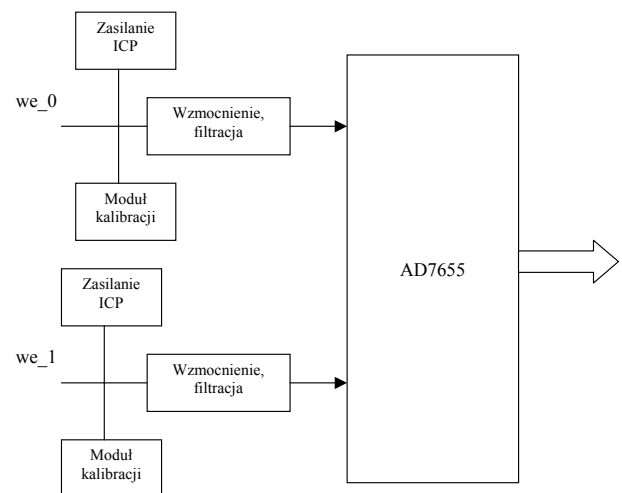 Zasilanie
ICP
we_0
Wzmocnienie,
filtracja
Moduł
kalibracji
AD7655
Zasilanie
ICP
we_1
Wzmocnienie,
filtracja
Moduł
kalibracji